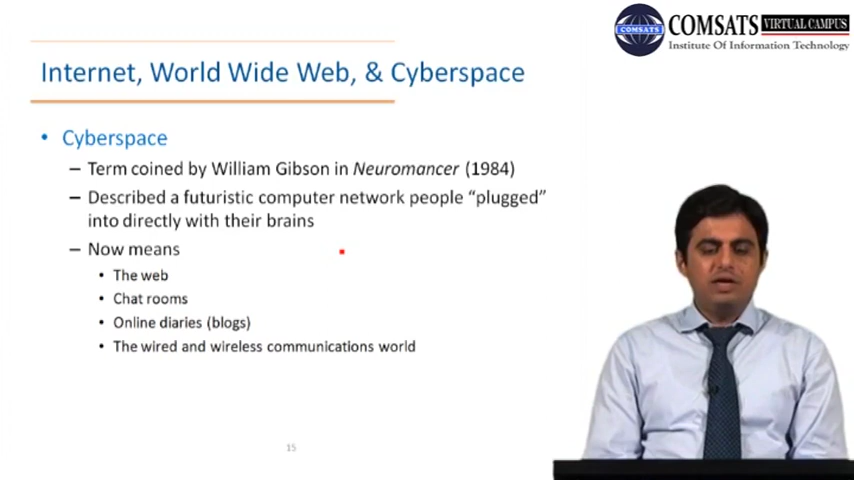 COMSATS VIRTUAL CAMPUS
COMSATS
Institute Of Information Technology
Internet, World Wide Web, & Cyberspace
• Cyberspace
– Term coined by William Gibson in Neuromancer (1984)
– Described a futuristic computer network people “plugged”
into directly with their brains
– Now means
• The web
• Chat rooms
• Online diaries (blogs)
• The wired and wireless communications world
15